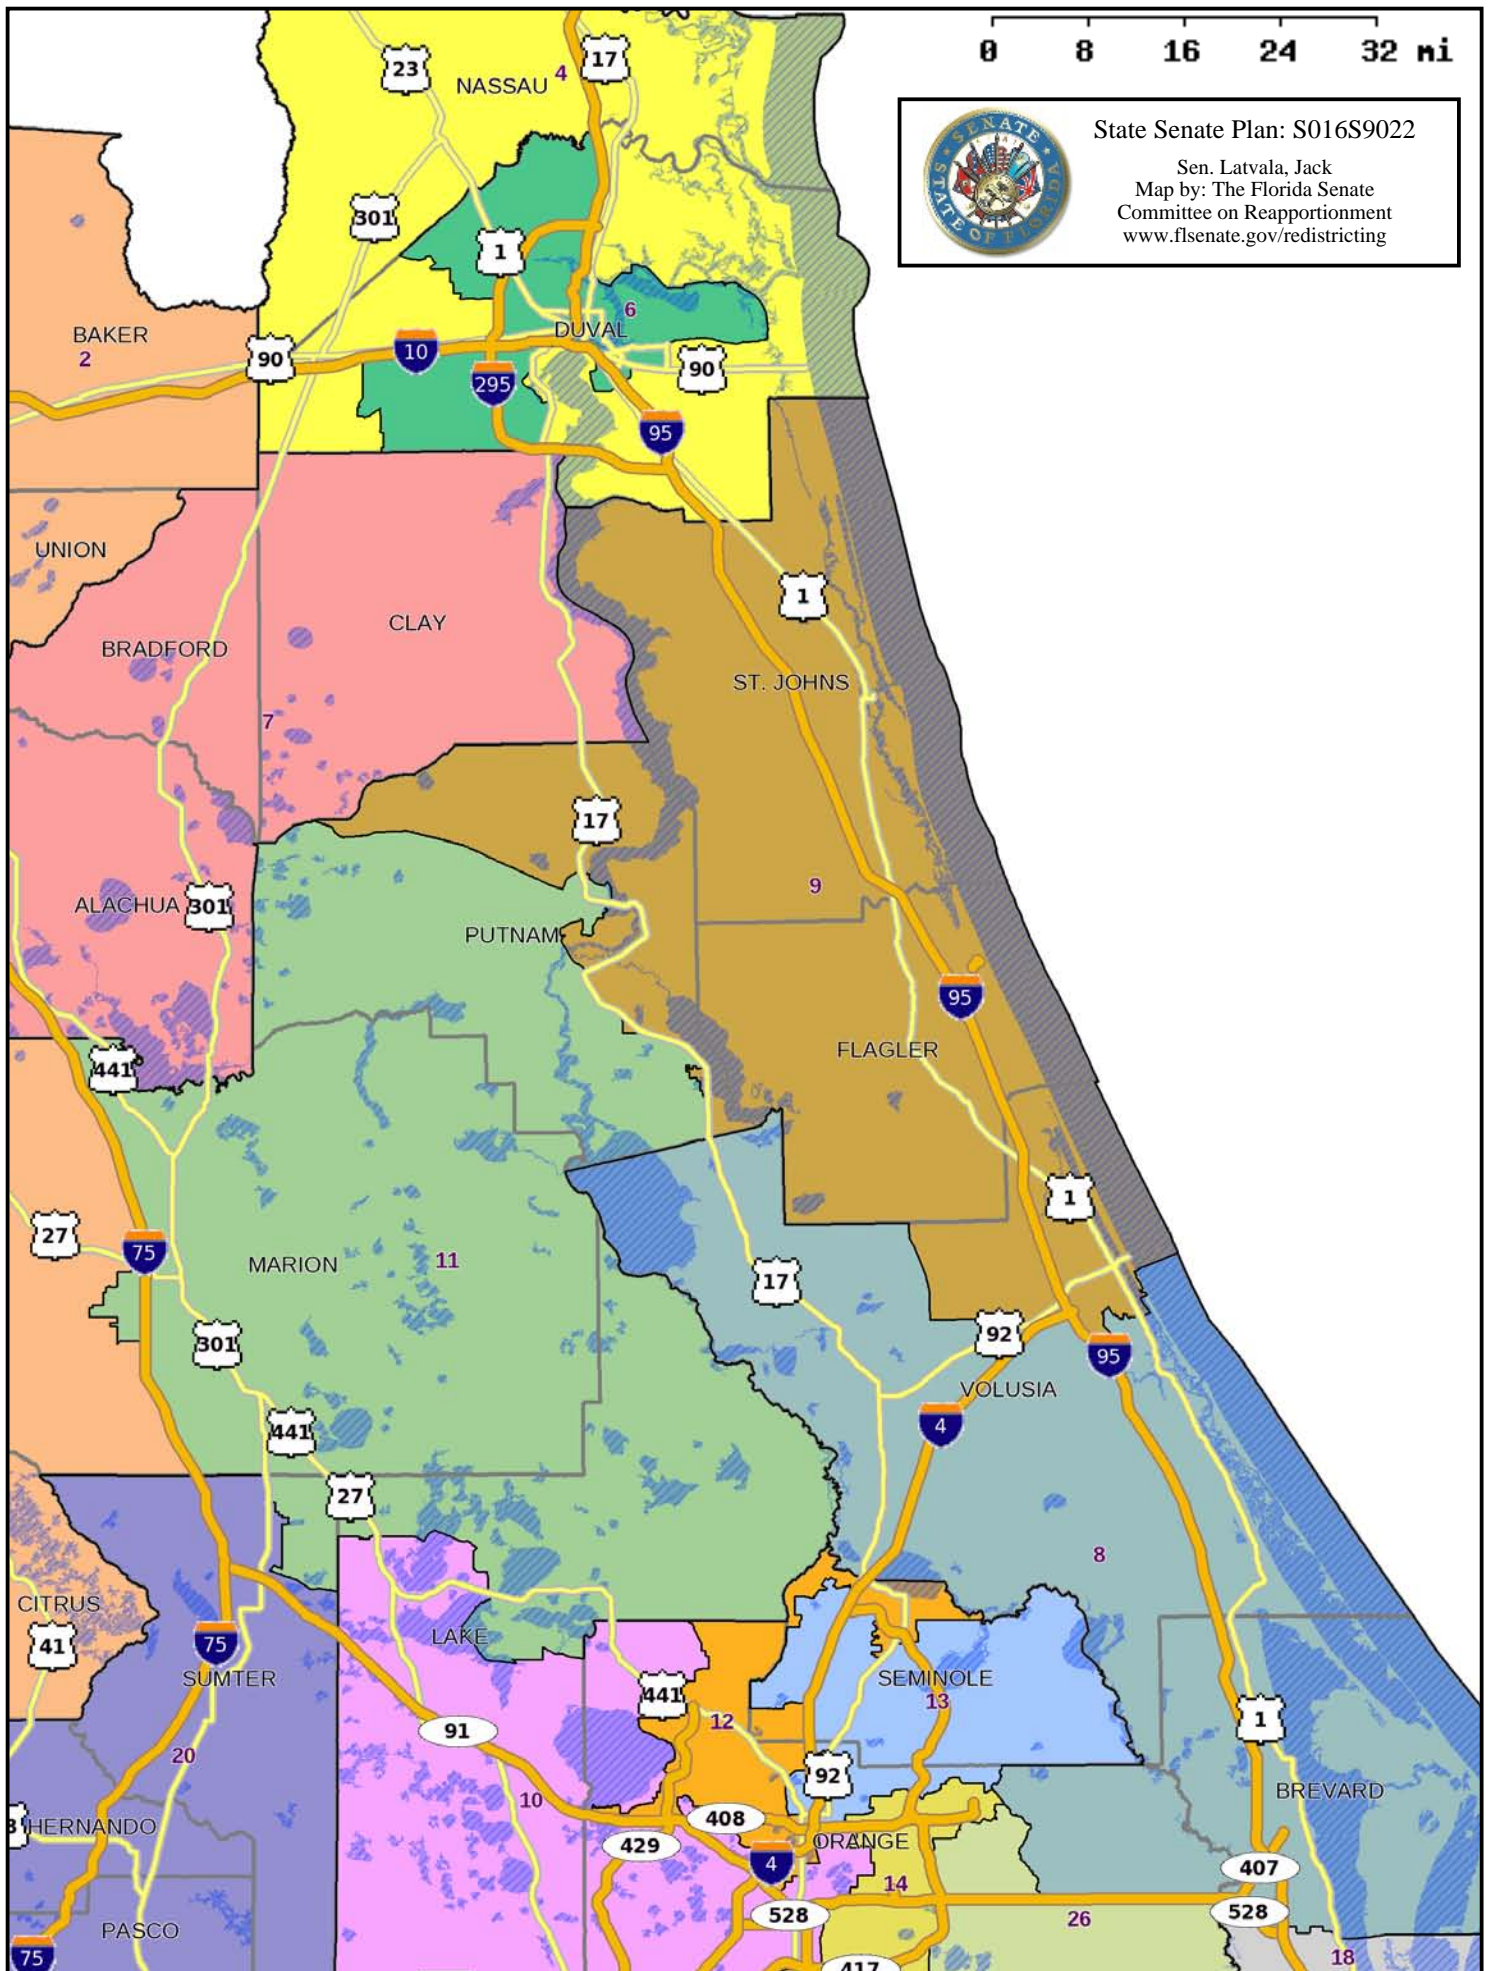 0 8 16 24 32 mi
State Senate Plan: S016S9022
Sen. Latvala, Jack
Map by: The Florida Senate
Committee on Reapportionment
www.flsenate.gov/redistricting
SENATE
STATE OF FLORIDA
23
NASSAU
4
17
301
1
6
DUVAL
BAKER
2
90
10
295
90
95
UNION
BRADFORD
CLAY
1
ST. JOHNS
7
17
ALACHUA
301
9
PUTNAM
95
FLAGLER
441
27
75
MARION
11
1
17
301
92
95
VOLUSIA
441
4
27
8
CITRUS
41
75
LAKE
SUMTER
SEMINOLE
13
441
12
1
91
20
92
BREVARD
10
HERNANDO
408
ORANGE
429
4
407
14
528
26
528
PASCO
75
417
18